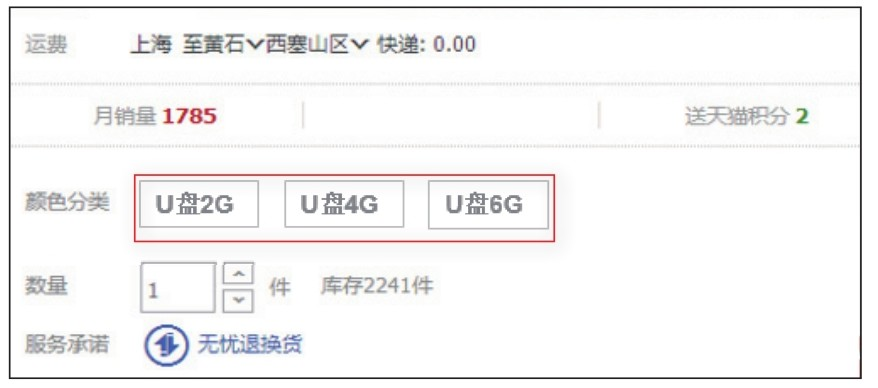 运费 上海 至黄石 西塞山区 快递: 0.00
月销量 1785 送天猫积分 2
颜色分类 U盘2G U盘4G U盘6G
数量 1 件 库存2241件
服务承诺 无忧退换货